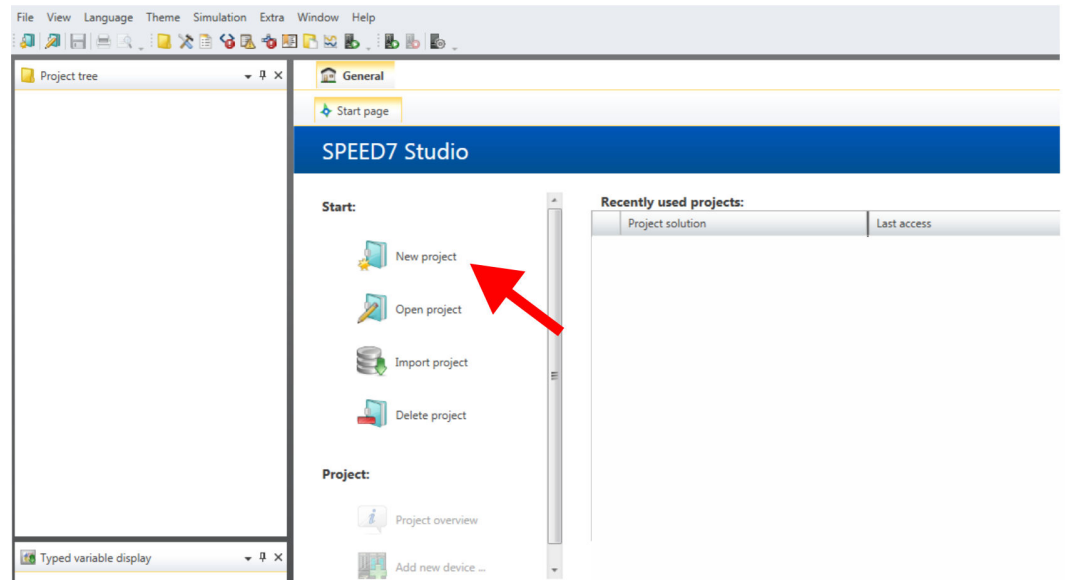 File View Language Theme Simulation Extra Window Help
Project tree
General
Start page
SPEED7 Studio
Start:
New project
Open project
Import project
Delete project
Project:
Project overview
Add new device ...
Recently used projects:
Project solution Last access
Typed variable display